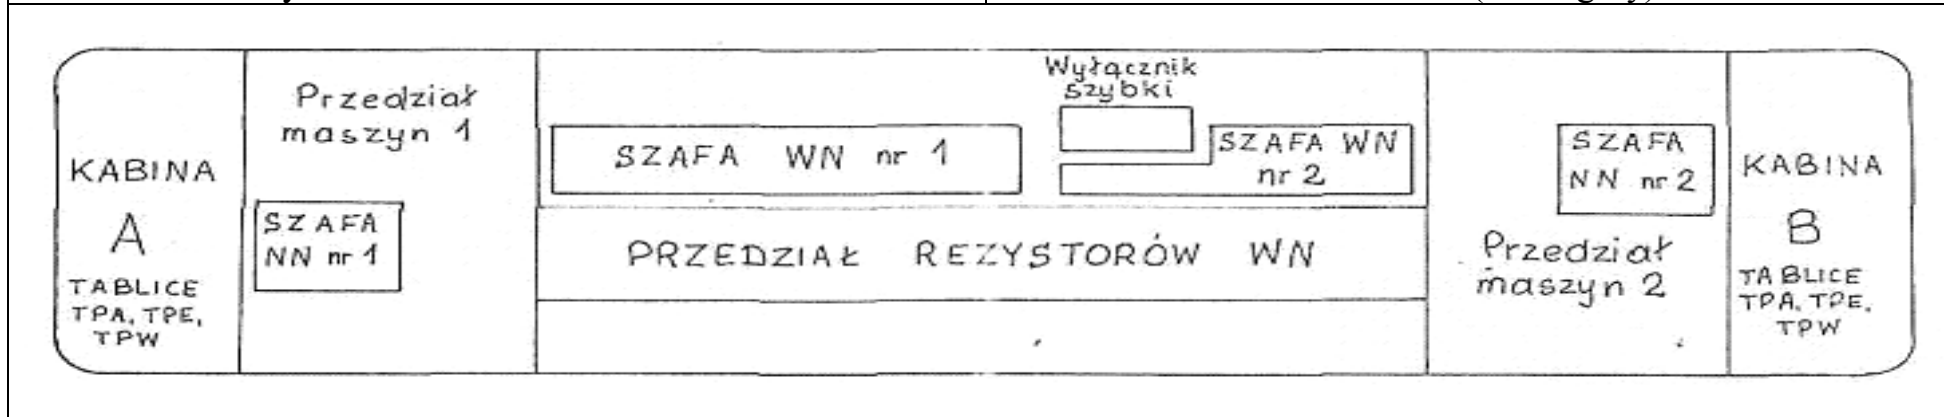 KABINA
A
TABLICE
TPA, TPE,
TPW
Przedział
maszyn 1
SZAFA
NN nr 1
SZAFA WN nr 1
Wyłącznik
szybki
SZAFA WN
nr 2
PRZEDZIAŁ REZYSTORÓW WN
SZAFA
NN nr 2
Przedział
maszyn 2
KABINA
B
TABLICE
TPA, TPE,
TPW